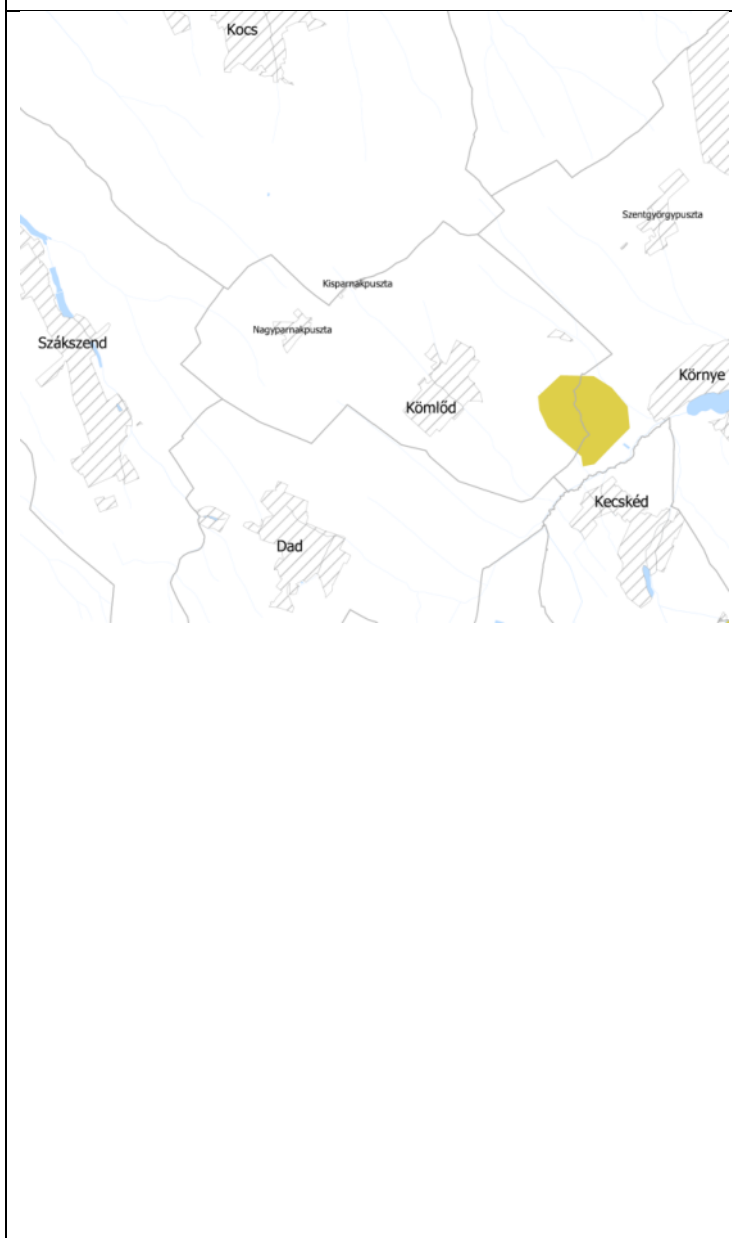 Kocs
Szentgyörgypuszta
Kisparnakpuszta
Nagyparnakpuszta
Szákszend
Környe
Kömlőd
Kecskéd
Dad